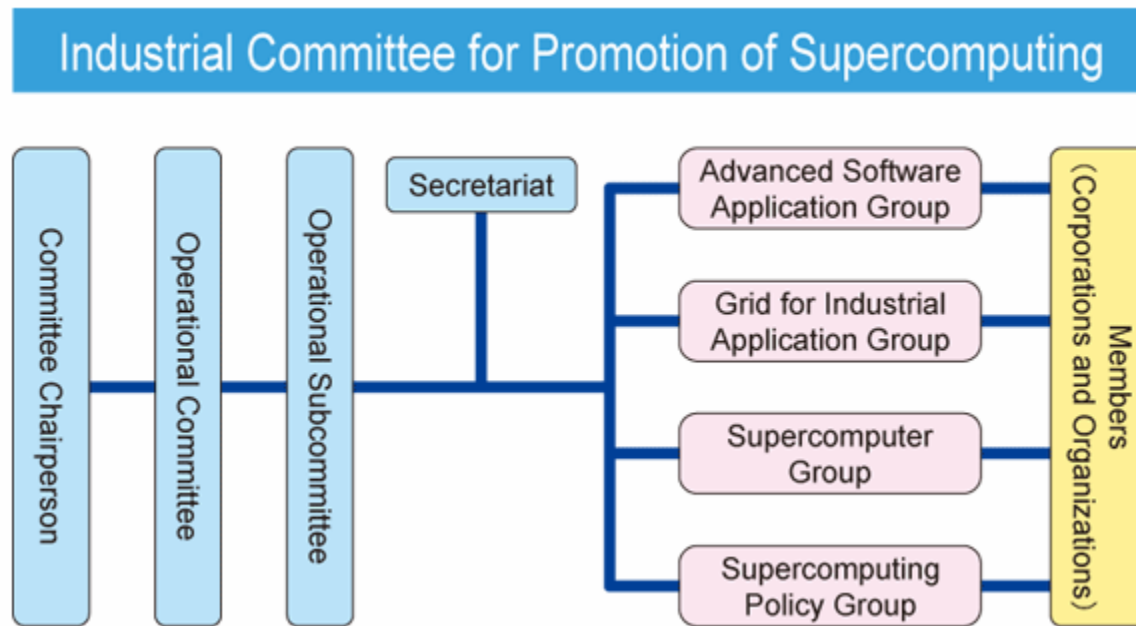 Industrial Committee for Promotion of Supercomputing
Committee Chairperson
Operational Committee
Operational Subcommittee
Secretariat
Advanced Software
Application Group
Grid for Industrial
Application Group
Supercomputer
Group
Supercomputing
Policy Group
Members
(Corporations and Organizations)